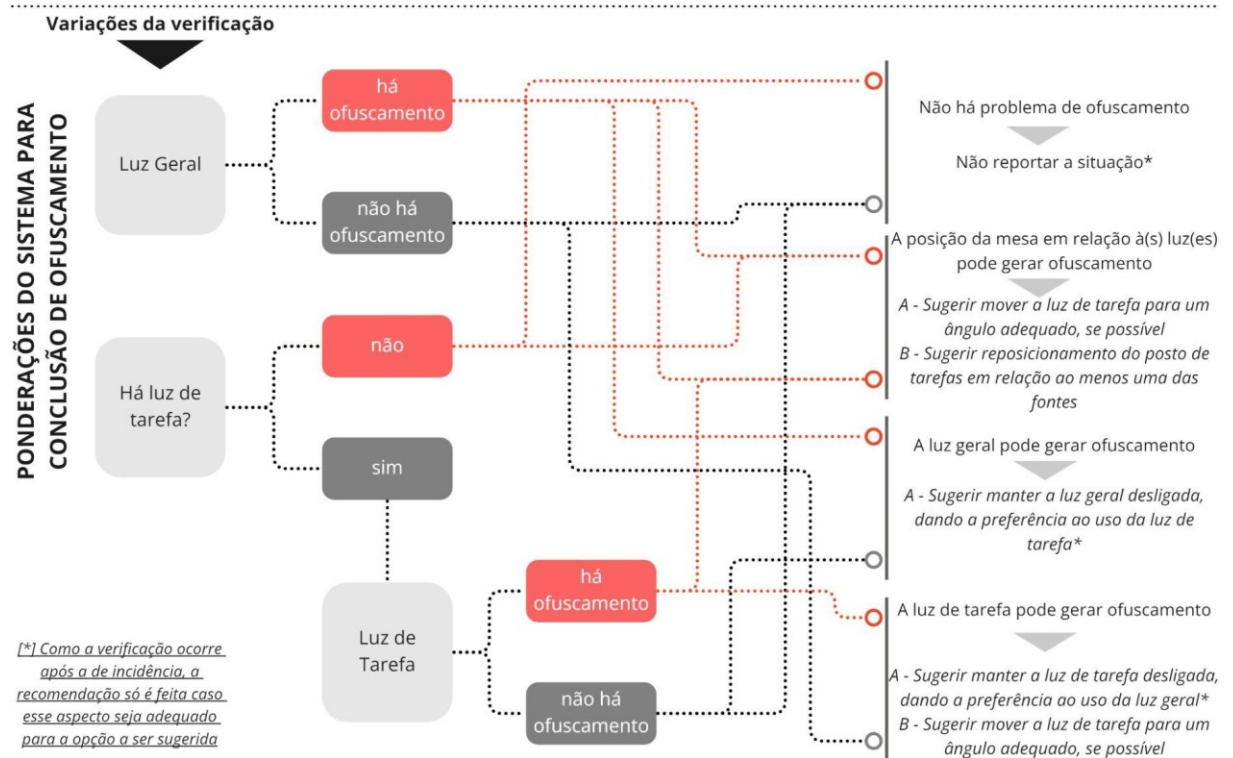 Variações da verificação
PONDERAÇÕES DO SISTEMA PARA
CONCLUSÃO DE OFUSCAMENTO
Luz Geral
há
ofuscamento
não há
ofuscamento
Há luz de
tarefa?
não
sim
Luz de
Tarefa
há
ofuscamento
não há
ofuscamento
Não há problema de ofuscamento
Não reportar a situação*
A posição da mesa em relação à(s) luz(es)
pode gerar ofuscamento
A - Sugerir mover a luz de tarefa para um
ângulo adequado, se possível
B - Sugerir reposicionamento do posto de
tarefas em relação ao menos uma das
fontes
A luz geral pode gerar ofuscamento
A - Sugerir manter a luz geral desligada,
dando a preferência ao uso da luz de
tarefa*
A luz de tarefa pode gerar ofuscamento
A - Sugerir manter a luz de tarefa desligada,
dando a preferência ao uso da luz geral*
B - Sugerir mover a luz de tarefa para um
ângulo adequado, se possível
[*] Como a verificação ocorre
após a de incidência, a
recomendação só é feita caso
esse aspecto seja adequado
para a opção a ser sugerida